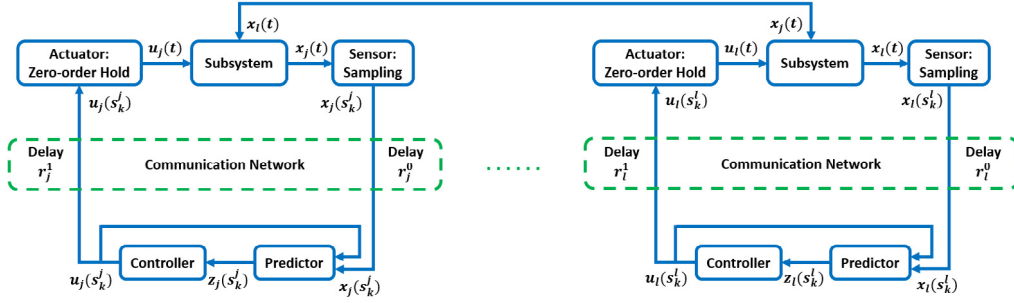 x_l(t)
x_j(t)
Actuator:
Zero-order Hold
u_j(t)
Subsystem
x_j(t)
Sensor:
Sampling
Actuator:
Zero-order Hold
u_l(t)
Subsystem
x_l(t)
Sensor:
Sampling
u_j(s_k^j)
x_j(s_k^j)
u_l(s_k^l)
x_l(s_k^l)
Delay
r_j^1
Communication Network
Delay
r_j^0
......
Delay
r_l^1
Communication Network
Delay
r_l^0
u_j(s_k^j)
Controller
z_j(s_k^j)
Predictor
x_j(s_k^j)
u_l(s_k^l)
Controller
z_l(s_k^l)
Predictor
x_l(s_k^l)